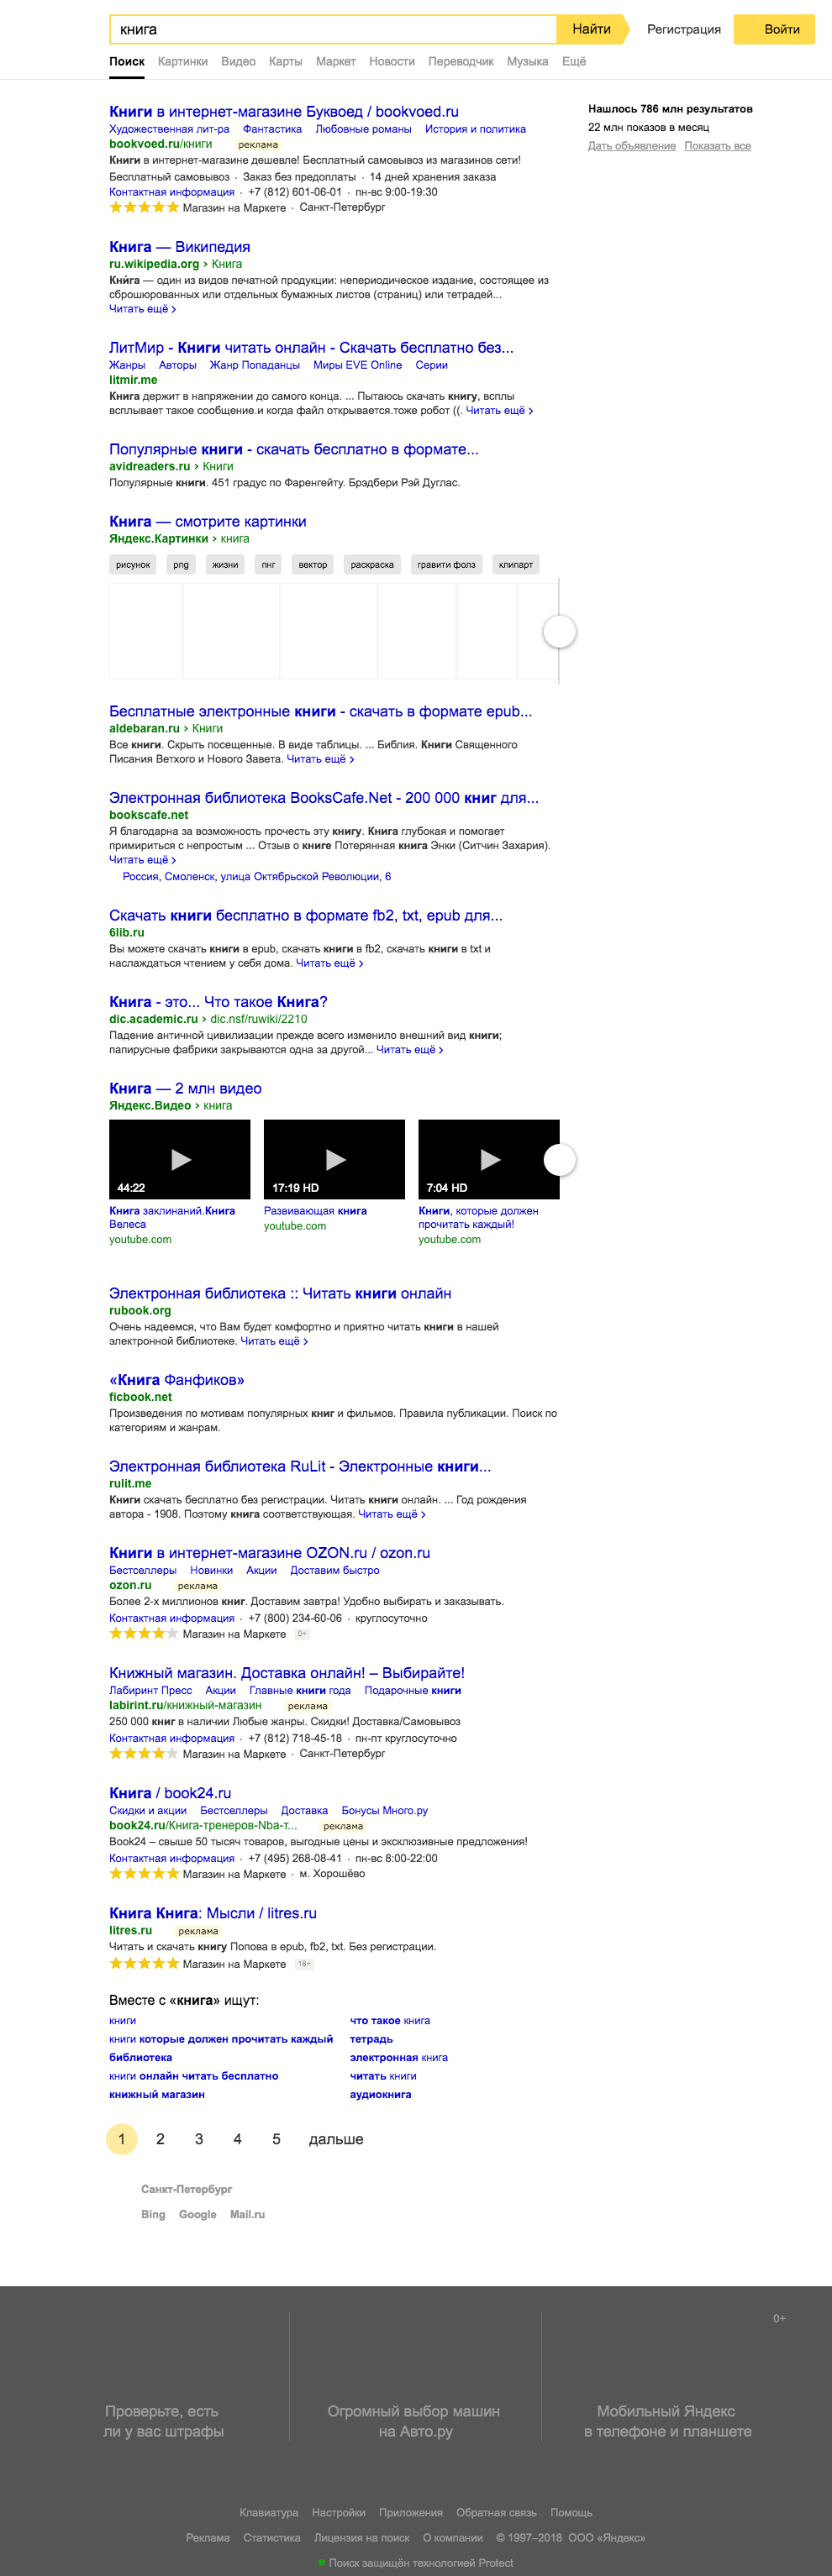 книга
Найти
Регистрация
Войти
Поиск Картинки Видео Карты Маркет Новости Переводчик Музыка Ещё
Книги в интернет-магазине Буквоед / bookvoed.ru
Художественная лит-ра Фантастика Любовные романы История и политика
bookvoed.ru/книги реклама
Книги в интернет-магазине дешевле! Бесплатный самовывоз из магазинов сети!
Бесплатный самовывоз · Заказ без предоплаты · 14 дней хранения заказа
Контактная информация · +7 (812) 601-06-01 · пн-вс 9:00-19:30
Магазин на Маркете · Санкт-Петербург
Нашлось 786 млн результатов
22 млн показов в месяц
Дать объявление Показать все
Книга — Википедия
ru.wikipedia.org › Книга
Кни́га — один из видов печатной продукции: непериодическое издание, состоящее из
сброшюрованных или отдельных бумажных листов (страниц) или тетрадей...
Читать ещё ›
ЛитМир - Книги читать онлайн - Скачать бесплатно без...
Жанры Авторы Жанр Попаданцы Миры EVE Online Серии
litmir.me
Книга держит в напряжении до самого конца. ... Пытаюсь скачать книгу, всплы
всплывает такое сообщение.и когда файл открывается.тоже робот ((. Читать ещё ›
Популярные книги - скачать бесплатно в формате...
avidreaders.ru › Книги
Популярные книги. 451 градус по Фаренгейту. Брэдбери Рэй Дуглас.
Книга — смотрите картинки
Яндекс.Картинки › книга
рисунок png жизни пнг вектор раскраска гравити фолз клипарт
Бесплатные электронные книги - скачать в формате epub...
aldebaran.ru › Книги
Все книги. Скрыть посещенные. В виде таблицы. ... Библия. Книги Священного
Писания Ветхого и Нового Завета. Читать ещё ›
Электронная библиотека BooksCafe.Net - 200 000 книг для...
bookscafe.net
Я благодарна за возможность прочесть эту книгу. Книга глубокая и помогает
примириться с непростым ... Отзыв о книге Потерянная книга Энки (Ситчин Захария).
Читать ещё ›
Россия, Смоленск, улица Октябрьской Революции, 6
Скачать книги бесплатно в формате fb2, txt, epub для...
6lib.ru
Вы можете скачать книги в epub, скачать книги в fb2, скачать книги в txt и
наслаждаться чтением у себя дома. Читать ещё ›
Книга - это... Что такое Книга?
dic.academic.ru › dic.nsf/ruwiki/2210
Падение античной цивилизации прежде всего изменило внешний вид книги;
папирусные фабрики закрываются одна за другой... Читать ещё ›
Книга — 2 млн видео
Яндекс.Видео › книга
44:22 17:19 HD 7:04 HD
Книга заклинаний.Книга
Велеса
youtube.com
Развивающая книга
youtube.com
Книги, которые должен
прочитать каждый!
youtube.com
Электронная библиотека :: Читать книги онлайн
rubook.org
Очень надеемся, что Вам будет комфортно и приятно читать книги в нашей
электронной библиотеке. Читать ещё ›
«Книга Фанфиков»
ficbook.net
Произведения по мотивам популярных книг и фильмов. Правила публикации. Поиск по
категориям и жанрам.
Электронная библиотека RuLit - Электронные книги...
rulit.me
Книги скачать бесплатно без регистрации. Читать книги онлайн. ... Год рождения
автора - 1908. Поэтому книга соответствующая. Читать ещё ›
Книги в интернет-магазине OZON.ru / ozon.ru
Бестселлеры Новинки Акции Доставим быстро
ozon.ru реклама
Более 2-х миллионов книг. Доставим завтра! Удобно выбирать и заказывать.
Контактная информация · +7 (800) 234-60-06 · круглосуточно
Магазин на Маркете 0+
Книжный магазин. Доставка онлайн! – Выбирайте!
Лабиринт Пресс Акции Главные книги года Подарочные книги
labirint.ru/книжный-магазин реклама
250 000 книг в наличии Любые жанры. Скидки! Доставка/Самовывоз
Контактная информация · +7 (812) 718-45-18 · пн-пт круглосуточно
Магазин на Маркете · Санкт-Петербург
Книга / book24.ru
Скидки и акции Бестселлеры Доставка Бонусы Много.ру
book24.ru/Книга-тренеров-Nba-т... реклама
Book24 – свыше 50 тысяч товаров, выгодные цены и эксклюзивные предложения!
Контактная информация · +7 (495) 268-08-41 · пн-вс 8:00-22:00
Магазин на Маркете · м. Хорошёво
Книга Книга: Мысли / litres.ru
litres.ru реклама
Читать и скачать книгу Попова в epub, fb2, txt. Без регистрации.
Магазин на Маркете 18+
Вместе с «книга» ищут:
книги
книги которые должен прочитать каждый
библиотека
книги онлайн читать бесплатно
книжный магазин
что такое книга
тетрадь
электронная книга
читать книги
аудиокнига
1 2 3 4 5 дальше
Санкт-Петербург
Bing Google Mail.ru
0+
Проверьте, есть
ли у вас штрафы
Огромный выбор машин
на Авто.ру
Мобильный Яндекс
в телефоне и планшете
Клавиатура Настройки Приложения Обратная связь Помощь
Реклама Статистика Лицензия на поиск О компании © 1997–2018 ООО «Яндекс»
Поиск защищён технологией Protect